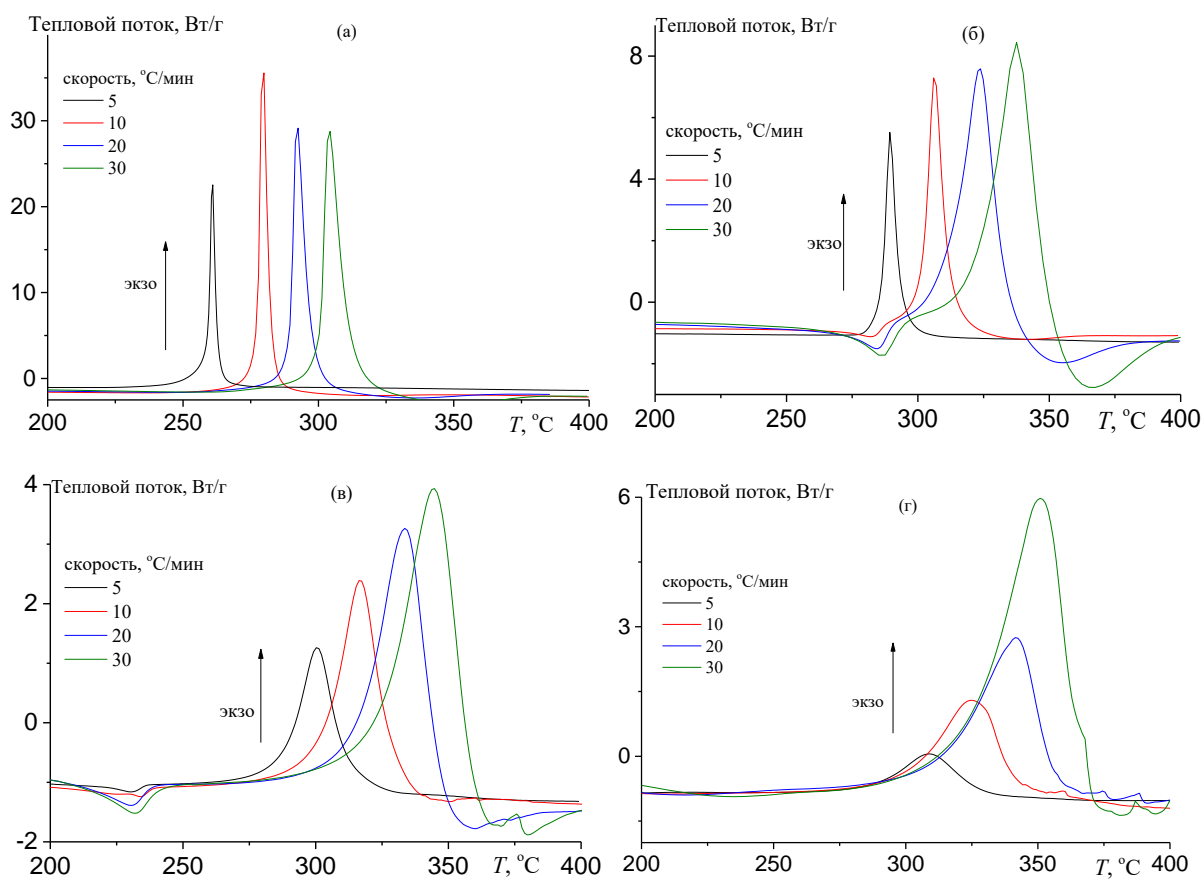 Тепловой поток, Вт/г
(а)
скорость, °С/мин
5
10
20
30
30
20
10
0
экзо
200
250
300
350
400
T, °C
Тепловой поток, Вт/г
(б)
скорость, °С/мин
5
10
20
30
8
4
0
экзо
200
250
300
350
400
T, °C
Тепловой поток, Вт/г
(в)
скорость, °С/мин
5
10
20
30
4
2
0
-2
экзо
200
250
300
350
400
T, °C
Тепловой поток, Вт/г
(г)
скорость, °С/мин
5
10
20
30
6
3
0
экзо
200
250
300
350
400
T, °C